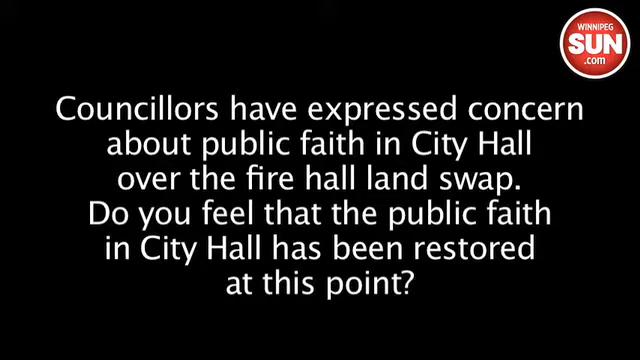 WINNIPEG
SUN
.com
Councillors have expressed concern
about public faith in City Hall
over the fire hall land swap.
Do you feel that the public faith
in City Hall has been restored
at this point?